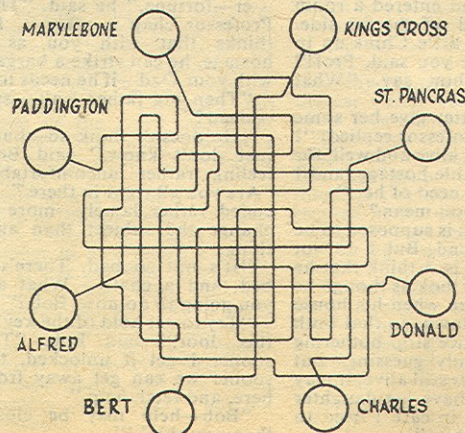 MARYLEBONE
KINGS CROSS
PADDINGTON
ST. PANCRAS
ALFRED
DONALD
BERT
CHARLES